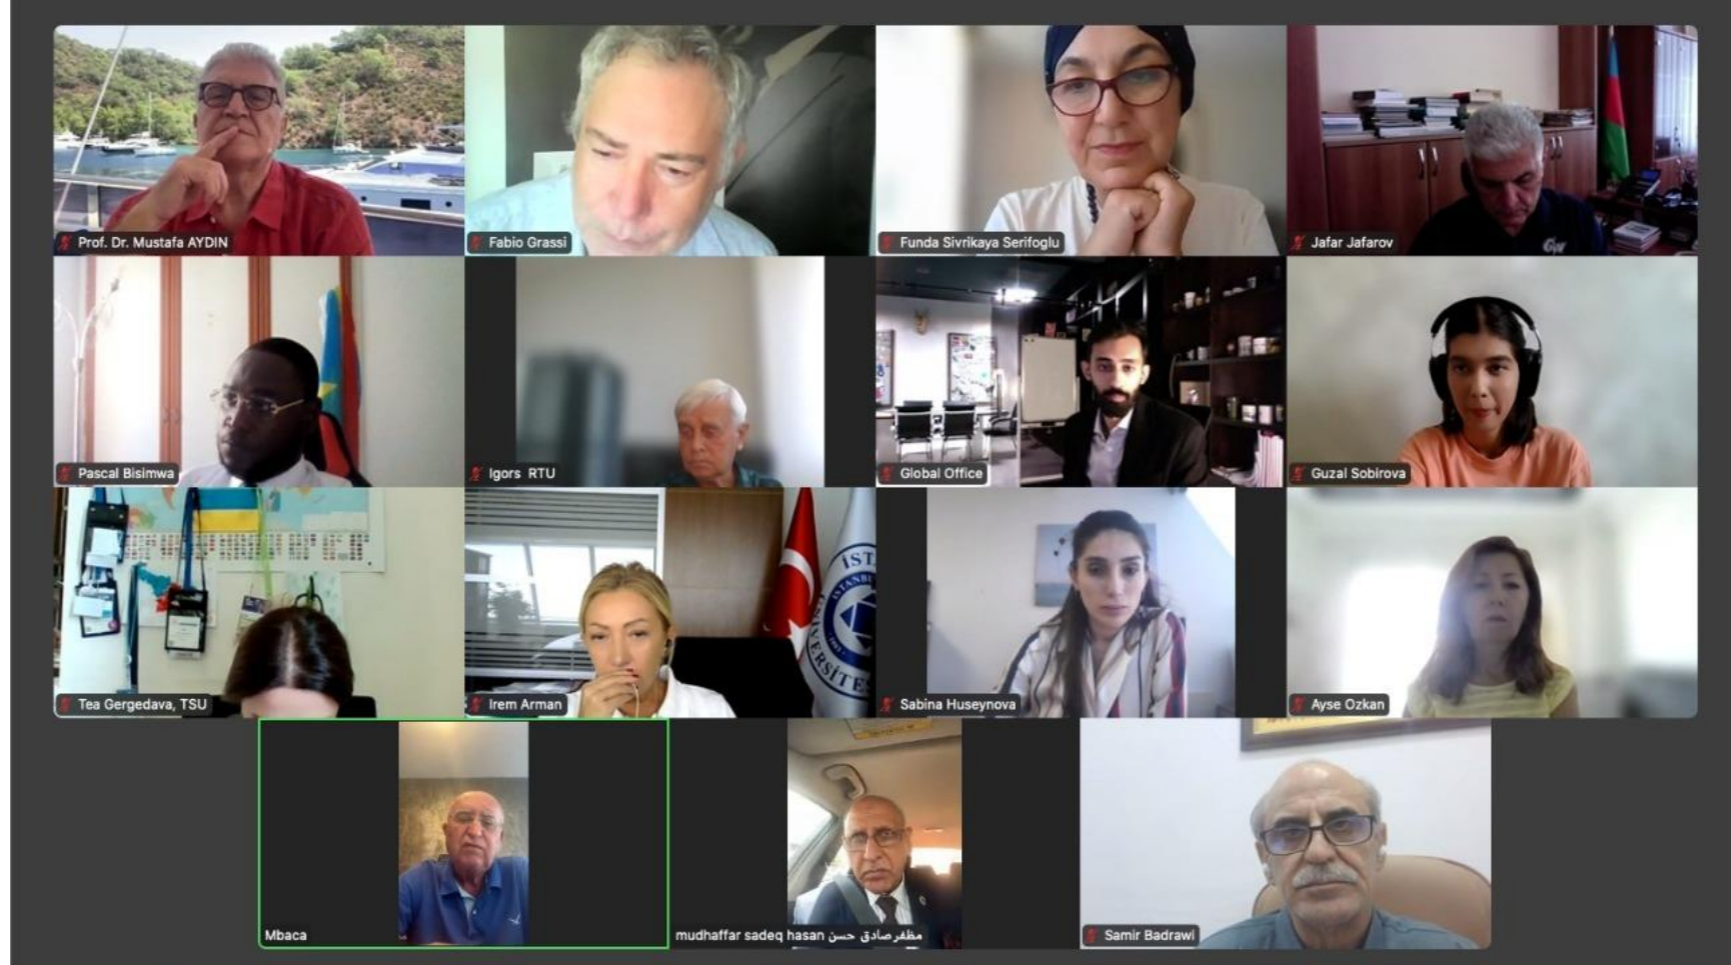 Prof. Dr. Mustafa AYDIN
Fabio Grassi
Funda Sivrikaya Serifoglu
Jafar Jafarov
Pascal Bisimwa
Igors RTU
Global Office
Guzal Sobirova
Tea Gergedava, TSU
Irem Arman
Sabina Huseynova
Ayse Ozkan
Mbaca
mudhaffar sadeq hasan مظفر صادق حسن
Samir Badrawi